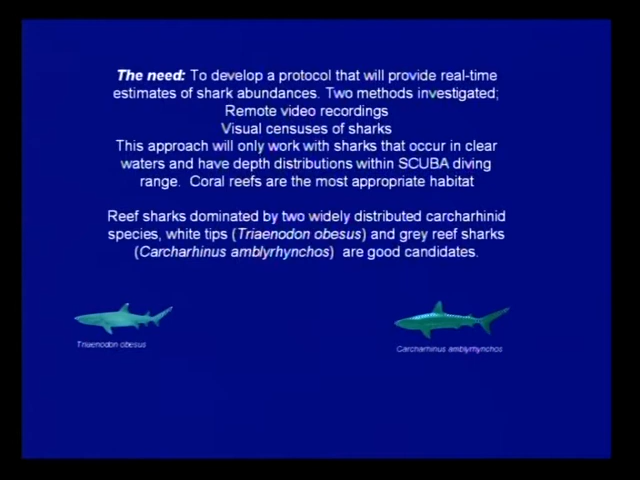 The need: To develop a protocol that will provide real-time
estimates of shark abundances. Two methods investigated;
Remote video recordings
Visual censuses of sharks
This approach will only work with sharks that occur in clear
waters and have depth distributions within SCUBA diving
range. Coral reefs are the most appropriate habitat
Reef sharks dominated by two widely distributed carcharhinid
species, white tips (Triaenodon obesus) and grey reef sharks
(Carcharhinus amblyrhynchos) are good candidates.
Triaenodon obesus
Carcharhinus amblyrhynchos